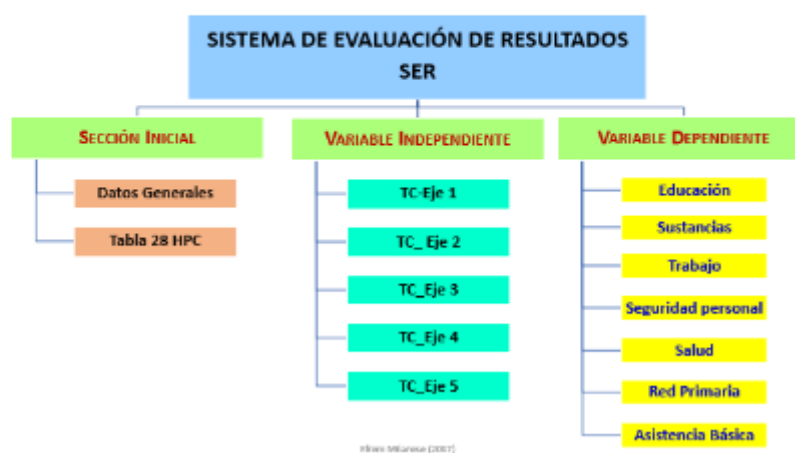 SISTEMA DE EVALUACIÓN DE RESULTADOS
SER
SECCIÓN INICIAL
Datos Generales
Tabla 28 HPC
VARIABLE INDEPENDIENTE
TC-Eje 1
TC_ Eje 2
TC_Eje 3
TC_Eje 4
TC_Eje 5
VARIABLE DEPENDIENTE
Educación
Sustancias
Trabajo
Seguridad personal
Salud
Red Primaria
Asistencia Básica
Milanese (2007)